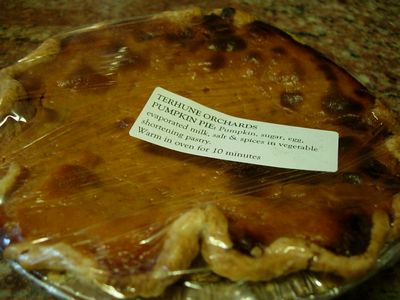 TERHUNE ORCHARDS
PUMPKIN PIE: Pumpkin, sugar, egg,
evaporated milk, salt & spices in vegetable
shortening pastry.
Warm in oven for 10 minutes